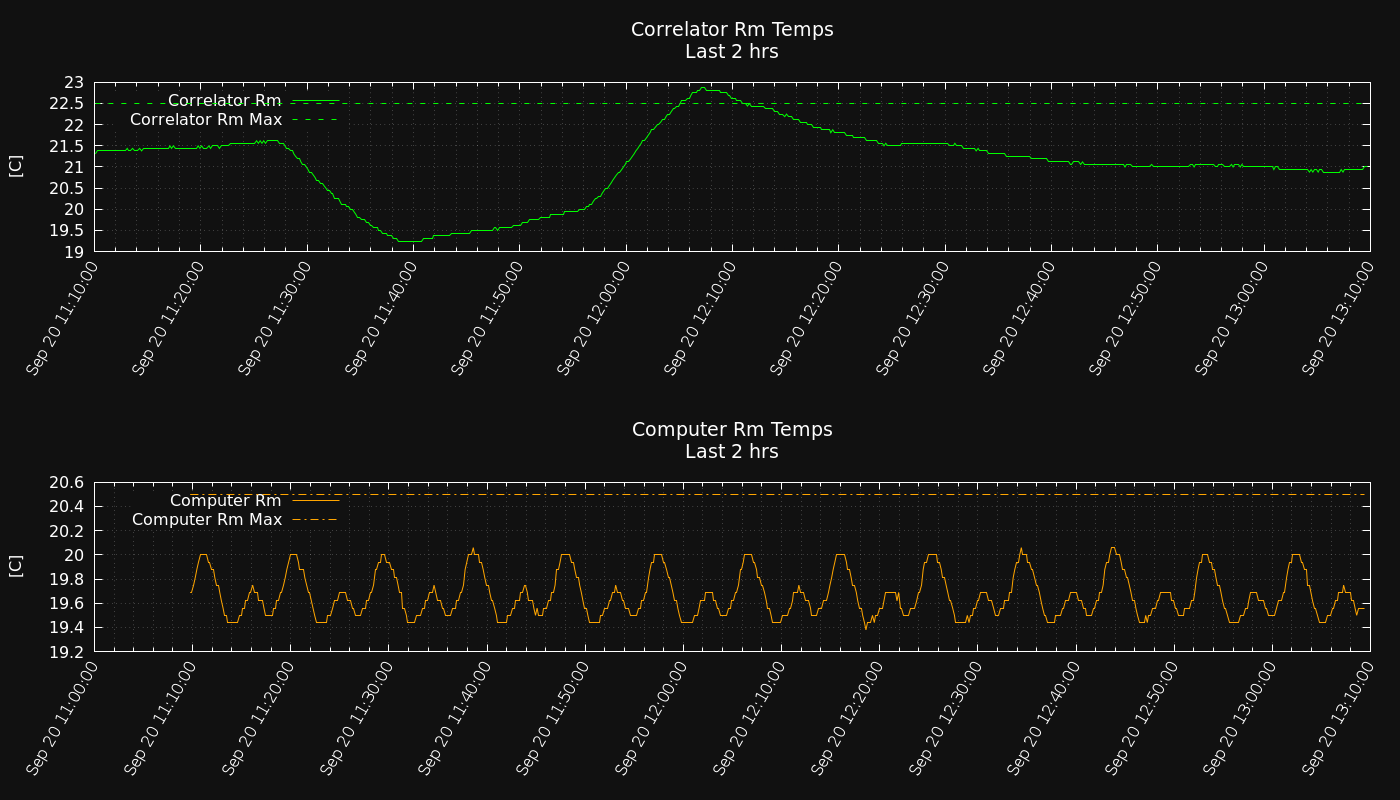 Correlator Rm Temps
Last 2 hrs
23
22.5
22
21.5
21
20.5
20
19.5
19
[C]
Correlator Rm
Correlator Rm Max
Sep 20 11:10:00
Sep 20 11:20:00
Sep 20 11:30:00
Sep 20 11:40:00
Sep 20 11:50:00
Sep 20 12:00:00
Sep 20 12:10:00
Sep 20 12:20:00
Sep 20 12:30:00
Sep 20 12:40:00
Sep 20 12:50:00
Sep 20 13:00:00
Sep 20 13:10:00
Computer Rm Temps
Last 2 hrs
20.6
20.4
20.2
20
19.8
19.6
19.4
19.2
[C]
Computer Rm
Computer Rm Max
Sep 20 11:00:00
Sep 20 11:10:00
Sep 20 11:20:00
Sep 20 11:30:00
Sep 20 11:40:00
Sep 20 11:50:00
Sep 20 12:00:00
Sep 20 12:10:00
Sep 20 12:20:00
Sep 20 12:30:00
Sep 20 12:40:00
Sep 20 12:50:00
Sep 20 13:00:00
Sep 20 13:10:00